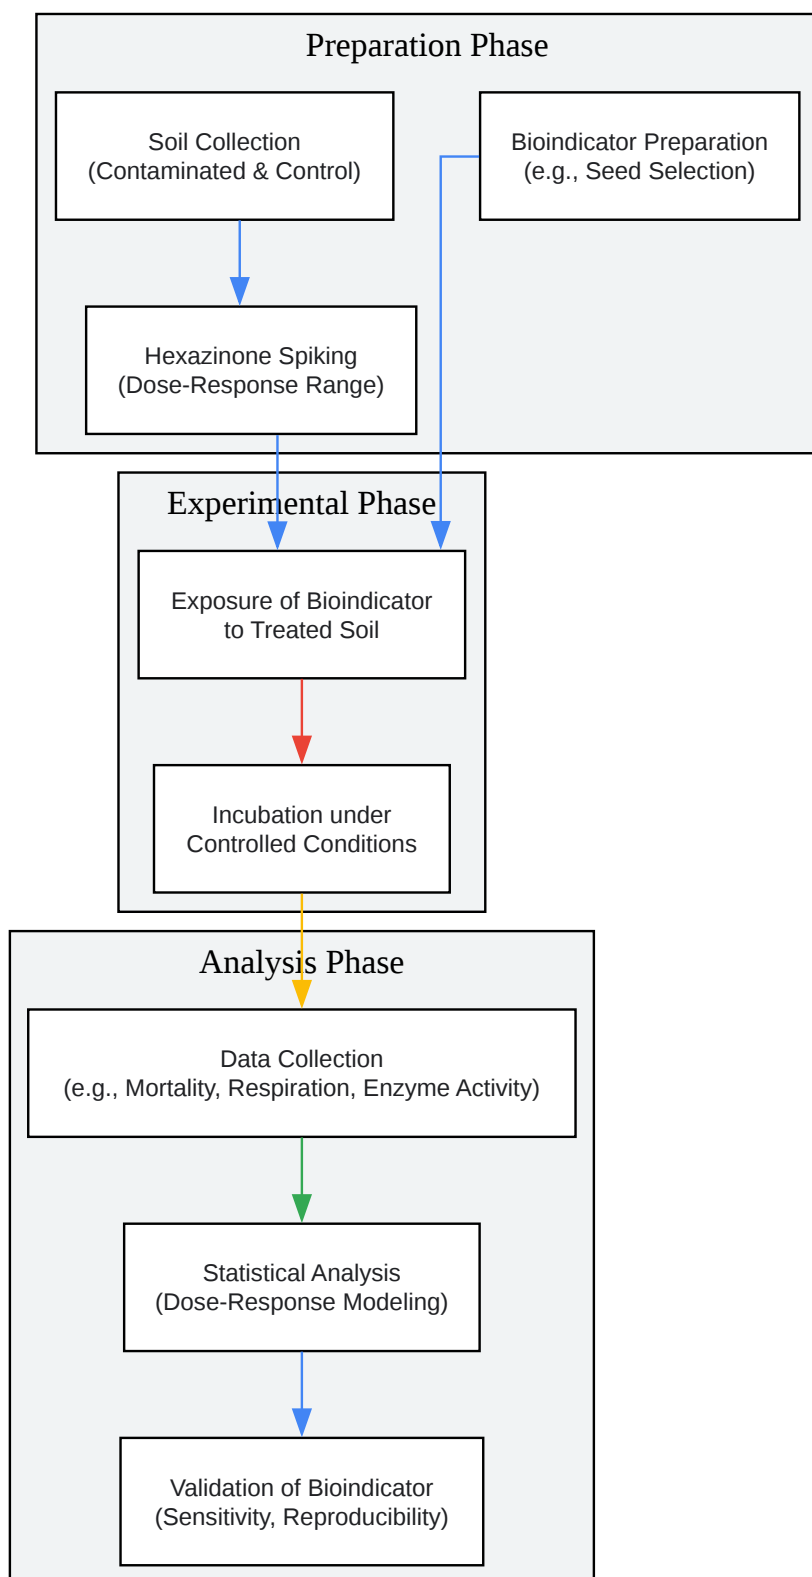 Preparation Phase
Soil Collection
(Contaminated & Control)
Bioindicator Preparation
(e.g., Seed Selection)
Hexazinone Spiking
(Dose-Response Range)
Experimental Phase
Exposure of Bioindicator
to Treated Soil
Incubation under
Controlled Conditions
Analysis Phase
Data Collection
(e.g., Mortality, Respiration, Enzyme Activity)
Statistical Analysis
(Dose-Response Modeling)
Validation of Bioindicator
(Sensitivity, Reproducibility)